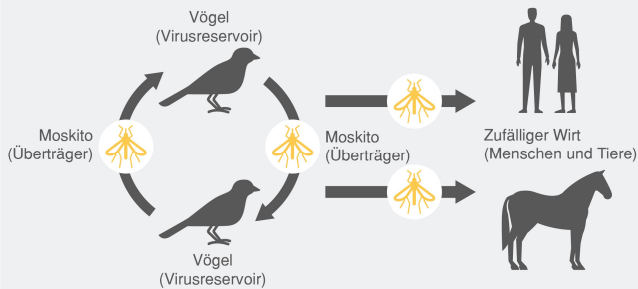 Vögel
(Virusreservoir)
Moskito
(Überträger)
Moskito
(Überträger)
Zufälliger Wirt
(Menschen und Tiere)
Vögel
(Virusreservoir)